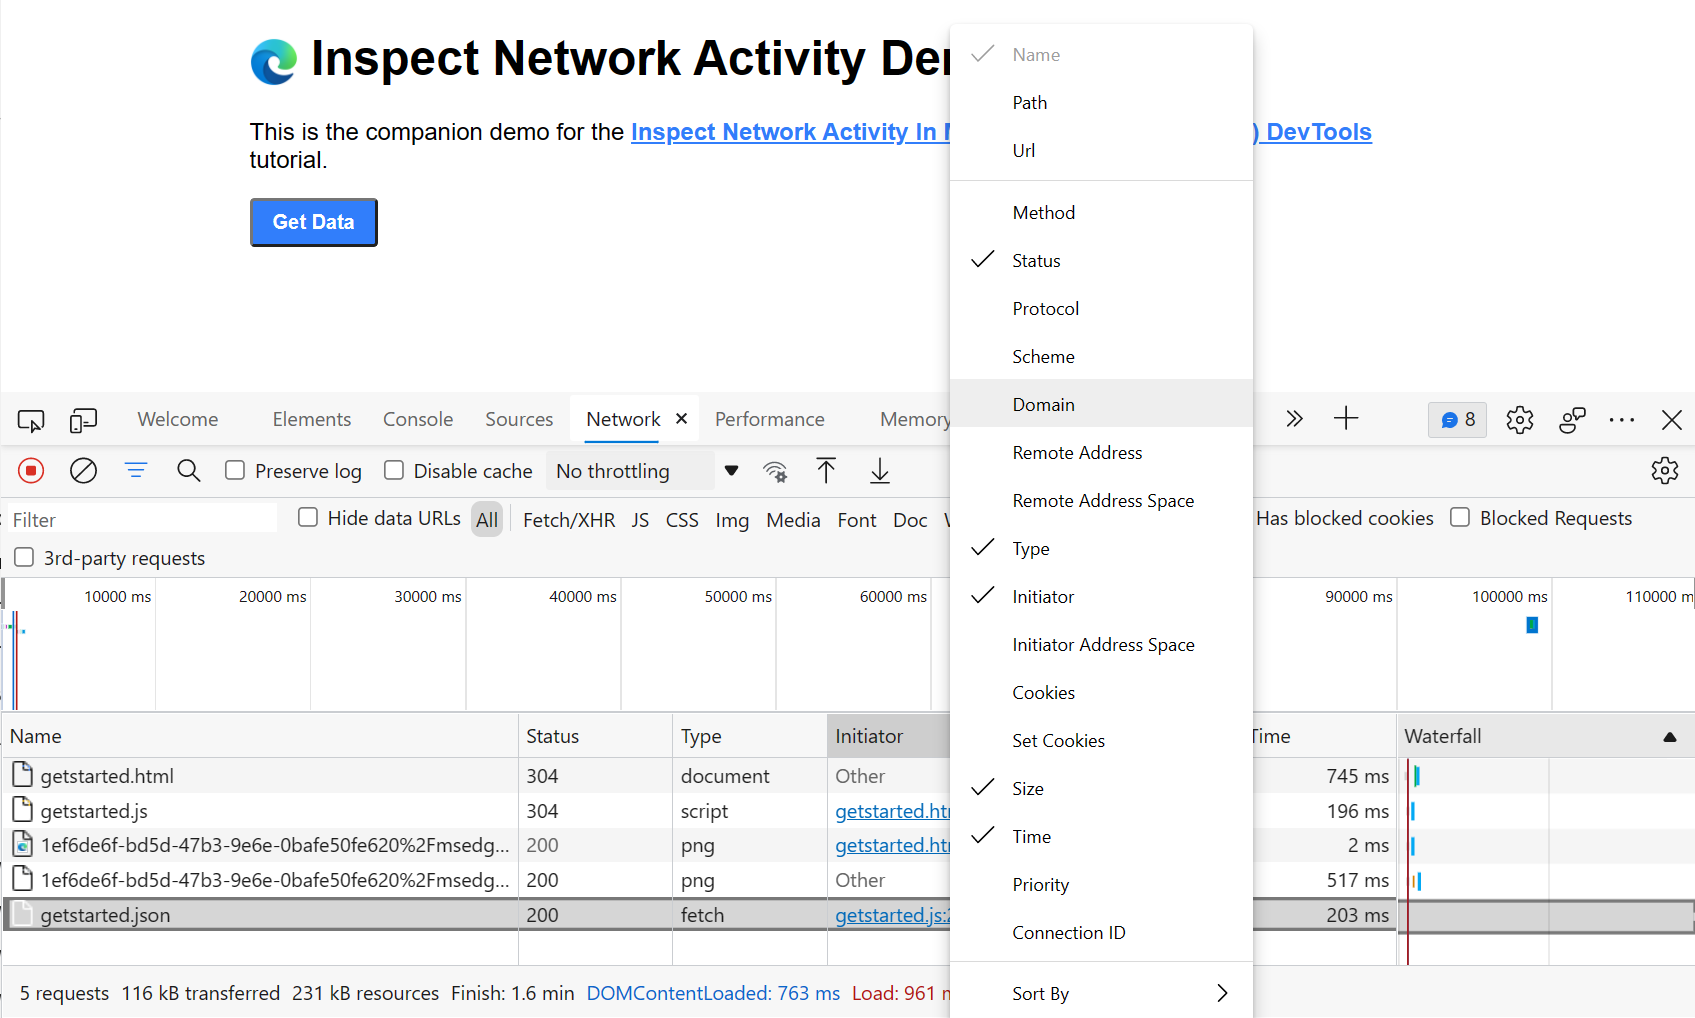 Inspect Network Activity
This is the companion demo for the Inspect Network Activity In ) DevTools
tutorial.
Get Data
Name
Path
Url
Method
Status
Protocol
Scheme
Domain
Remote Address
Remote Address Space
Type
Initiator
Initiator Address Space
Cookies
Set Cookies
Size
Time
Priority
Connection ID
Sort By
Welcome Elements Console Sources Network Performance Memory 8
Preserve log Disable cache No throttling
Filter Hide data URLs All Fetch/XHR JS CSS Img Media Font Doc Has blocked cookies Blocked Requests
3rd-party requests
10000 ms 20000 ms 30000 ms 40000 ms 50000 ms 60000 ms 90000 ms 100000 ms 110000 m
Name Status Type Initiator Time Waterfall
getstarted.html 304 document Other 745 ms
getstarted.js 304 script getstarted.htm 196 ms
1ef6de6f-bd5d-47b3-9e6e-0bafe50fe620%2Fmsedg... 200 png getstarted.htm 2 ms
1ef6de6f-bd5d-47b3-9e6e-0bafe50fe620%2Fmsedg... 200 png Other 517 ms
getstarted.json 200 fetch getstarted.js: 203 ms
5 requests 116 kB transferred 231 kB resources Finish: 1.6 min DOMContentLoaded: 763 ms Load: 961 m